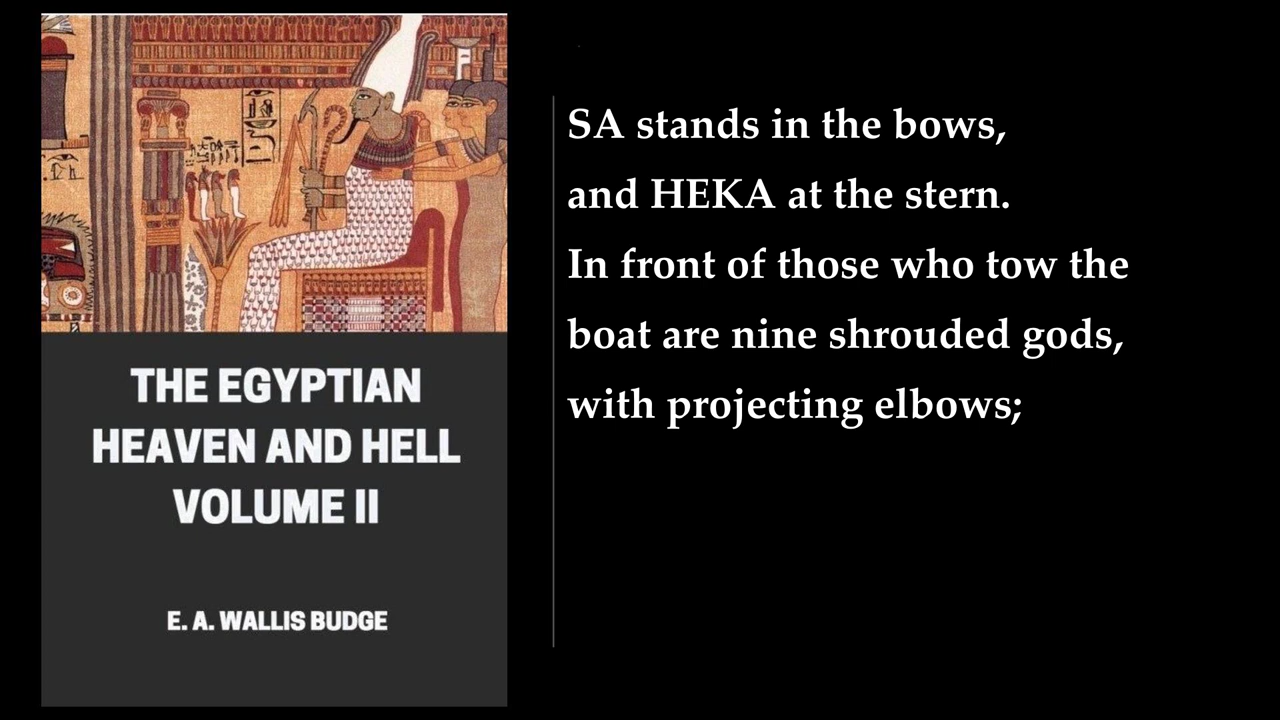 THE EGYPTIAN
HEAVEN AND HELL
VOLUME II
E. A. WALLIS BUDGE
SA stands in the bows,
and HEKA at the stern.
In front of those who tow the
boat are nine shrouded gods,
with projecting elbows;